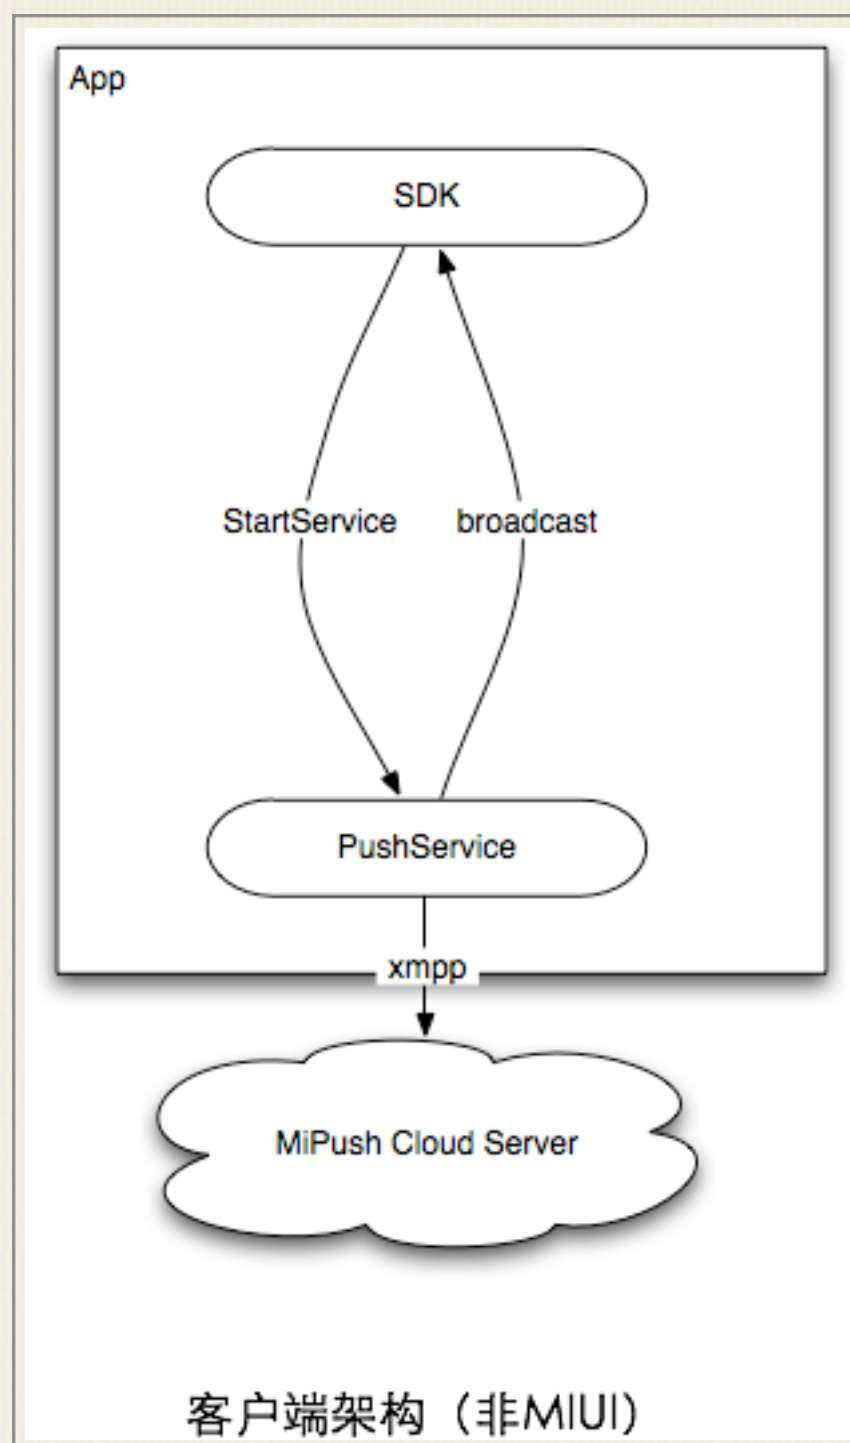 App
SDK
StartService
broadcast
PushService
xmpp
MiPush Cloud Server
客户端架构（非MIUI）